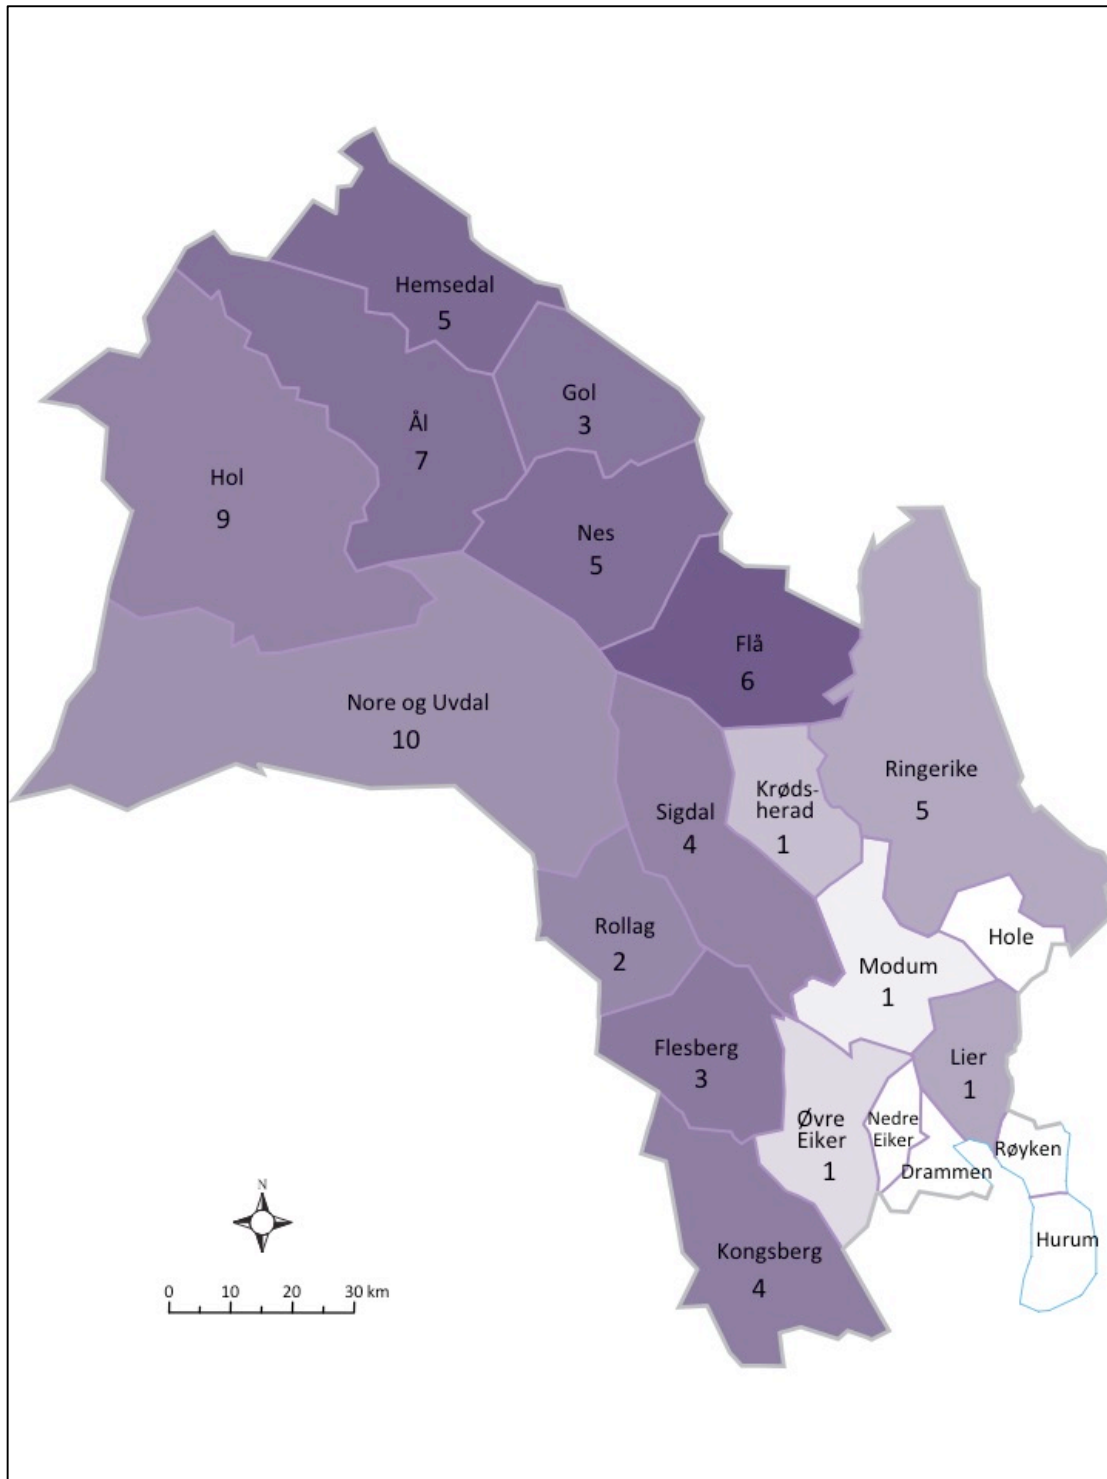 Hemsedal
5
Gol
3
Ål
7
Hol
9
Nes
5
Flå
6
Nore og Uvdal
10
Ringerike
5
Krøds-
herad
1
Sigdal
4
Rollag
2
Hole
Modum
1
Flesberg
3
Lier
1
Øvre
Eiker
1
Nedre
Eiker
Røyken
Drammen
N
Hurum
Kongsberg
4
0 10 20 30 km